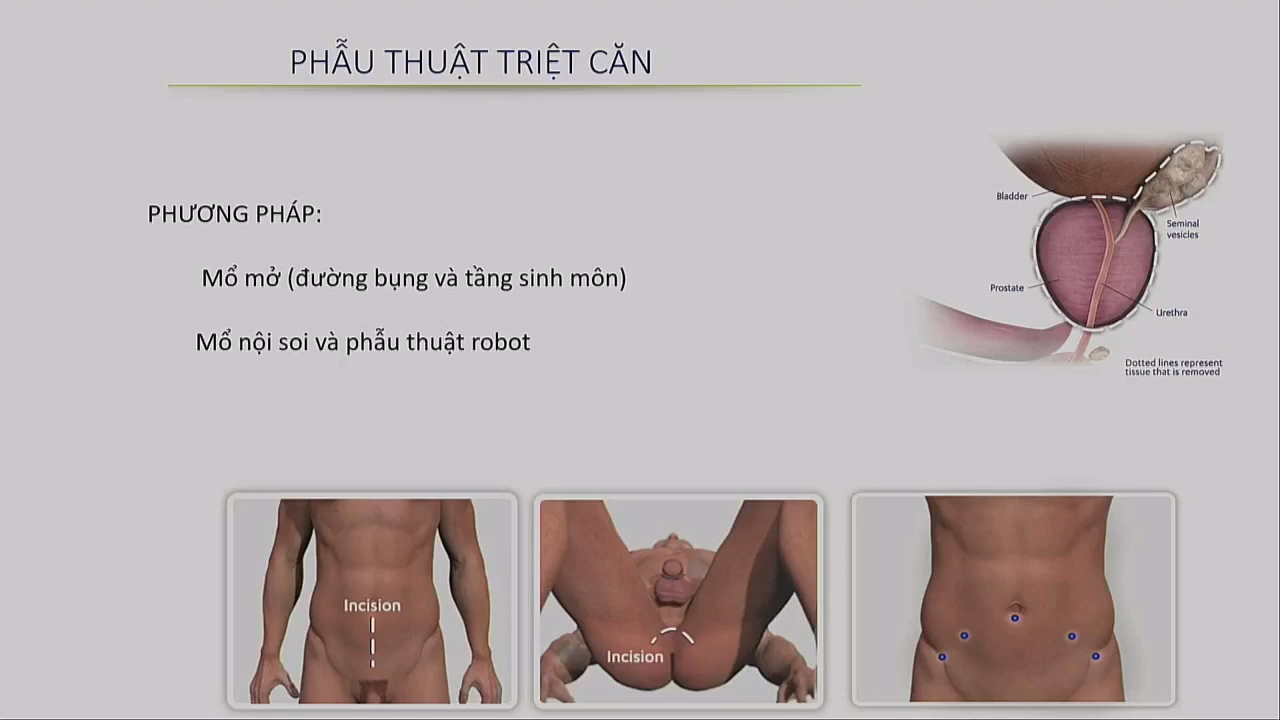 PHẪU THUẬT TRIỆT CĂN
PHƯƠNG PHÁP:
Mổ mở (đường bụng và tầng sinh môn)
Mổ nội soi và phẫu thuật robot
Bladder
Seminal
vesicles
Prostate
Urethra
Dotted lines represent
tissue that is removed
Incision
Incision